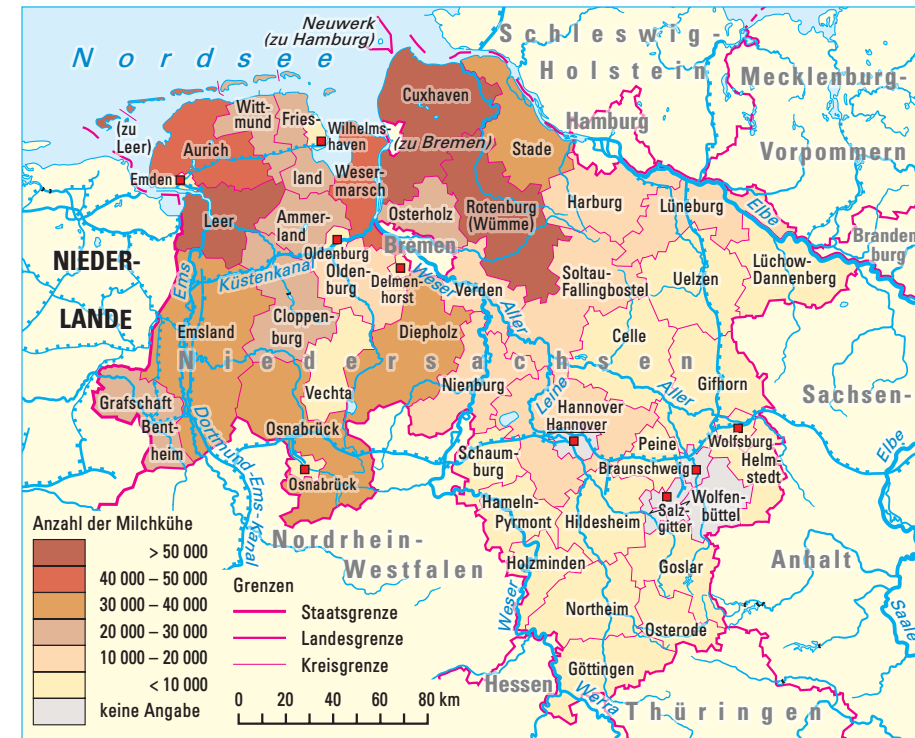 Neuwerk
(zu Hamburg)
Nordsee
Schleswig-
Holstein
Mecklenburg-
Vorpommern
Hamburg
Cuxhaven
(zu
Leer)
Witt-
mund
Fries-
land
Wilhelms-
haven
(zu Bremen)
Stade
Aurich
Emden
Weser-
marsch
Leer
Ammer-
land
Osterholz
Rotenburg
(Wümme)
Harburg
Lüneburg
Elbe
Branden
burg
NIEDER-
LANDE
Ems
Küstenkanal
Oldenburg
Olden-
burg
Bremen
Delmen-
horst
Weser
Verden
Aller
Soltau-
Fallingbostel
Uelzen
Lüchow-
Dannenberg
Emsland
Cloppen-
burg
Diepholz
Celle
Niedersachsen
Vechta
Nienburg
Leine
Aller
Gifhorn
Sachsen-
Anhalt
Grafschaft
Bent-
heim
Dortmund-Ems-Kanal
Osnabrück
Osnabrück
Schaum-
burg
Hannover
Hannover
Peine
Wolfsburg
Helm-
stedt
Braunschweig
Elbe
Salz-
gitter
Wolfen-
büttel
Hameln-
Pyrmont
Hildesheim
Nordrhein-
Westfalen
Holzminden
Goslar
Weser
Northeim
Osterode
Saale
Göttingen
Hessen
Werra
Thüringen
Anzahl der Milchkühe
> 50 000
40 000 – 50 000
30 000 – 40 000
20 000 – 30 000
10 000 – 20 000
< 10 000
keine Angabe
Grenzen
Staatsgrenze
Landesgrenze
Kreisgrenze
0 20 40 60 80 km